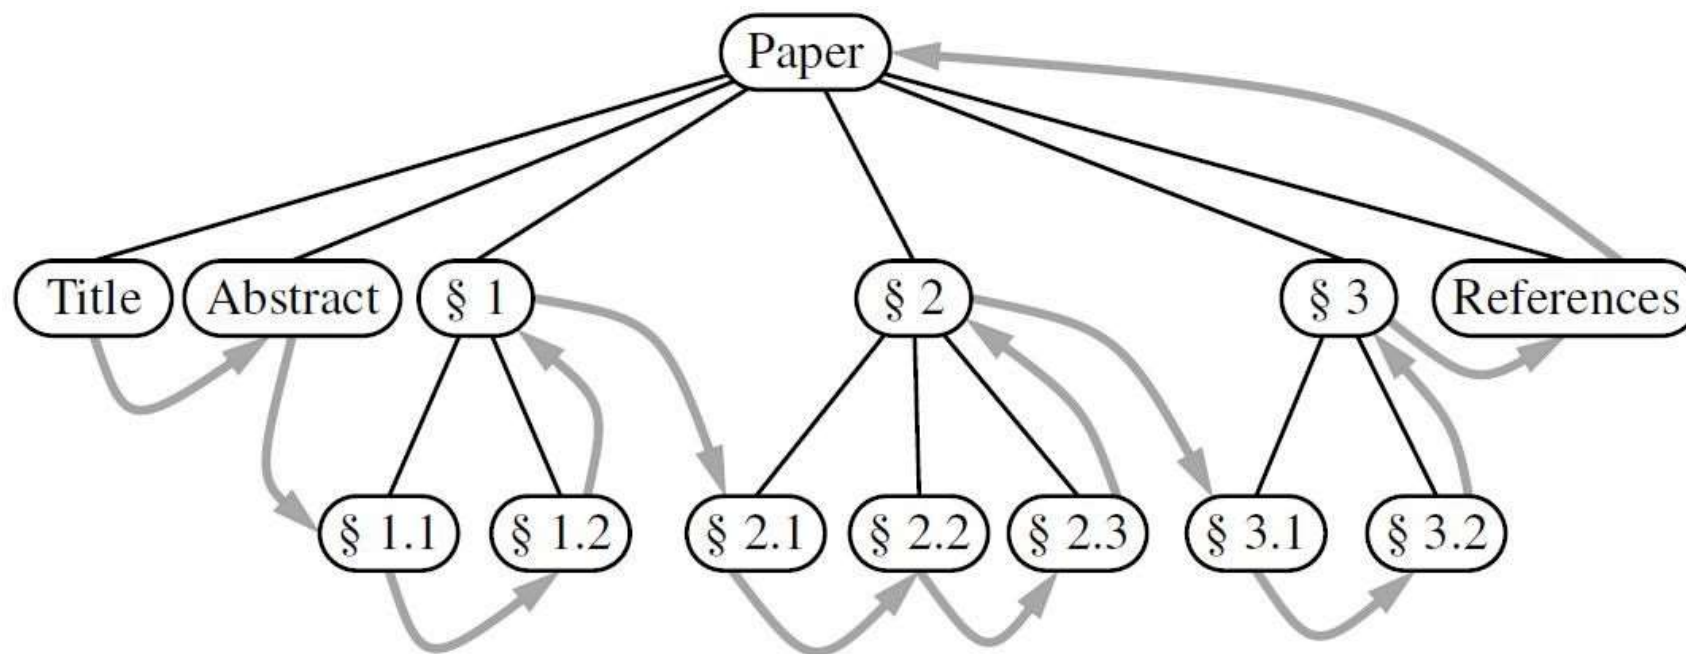 Paper
Title Abstract § 1 § 2 § 3 References
§ 1.1 § 1.2 § 2.1 § 2.2 § 2.3 § 3.1 § 3.2